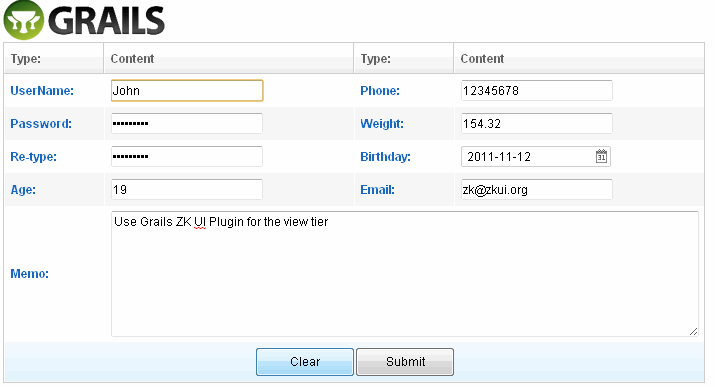 GRAILS
Type: Content Type: Content
UserName: John Phone: 12345678
Password: ••••••••• Weight: 154.32
Re-type: ••••••••• Birthday: 2011-11-12 31
Age: 19 Email: zk@zkui.org
Memo: Use Grails ZK UI Plugin for the view tier
Clear Submit